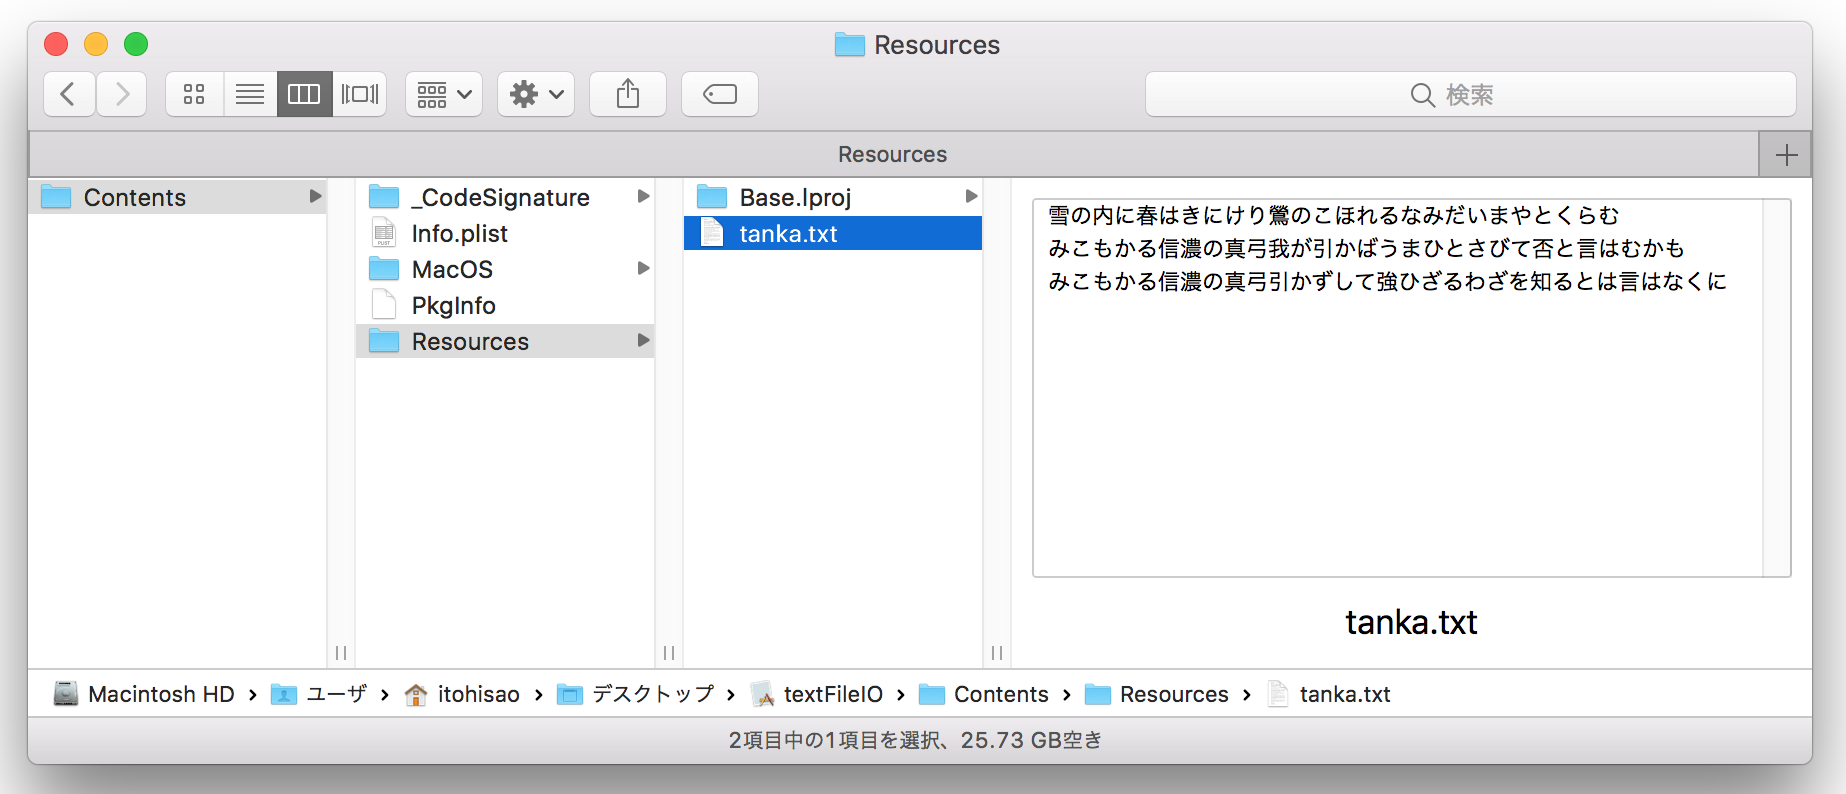 Resources
検索
Resources
Contents
_CodeSignature
Info.plist
MacOS
PkgInfo
Resources
Base.lproj
tanka.txt
雪の内に春はきにけり鶯のこほれるなみだいまやとくらむ
みこもかる信濃の真弓我が引かばうまひとさびて否と言はむかも
みこもかる信濃の真弓引かずして強ひざるわざを知るとは言はなくに
tanka.txt
Macintosh HD › ユーザ › itohisao › デスクトップ › textFileIO › Contents › Resources › tanka.txt
2項目中の1項目を選択、25.73 GB空き